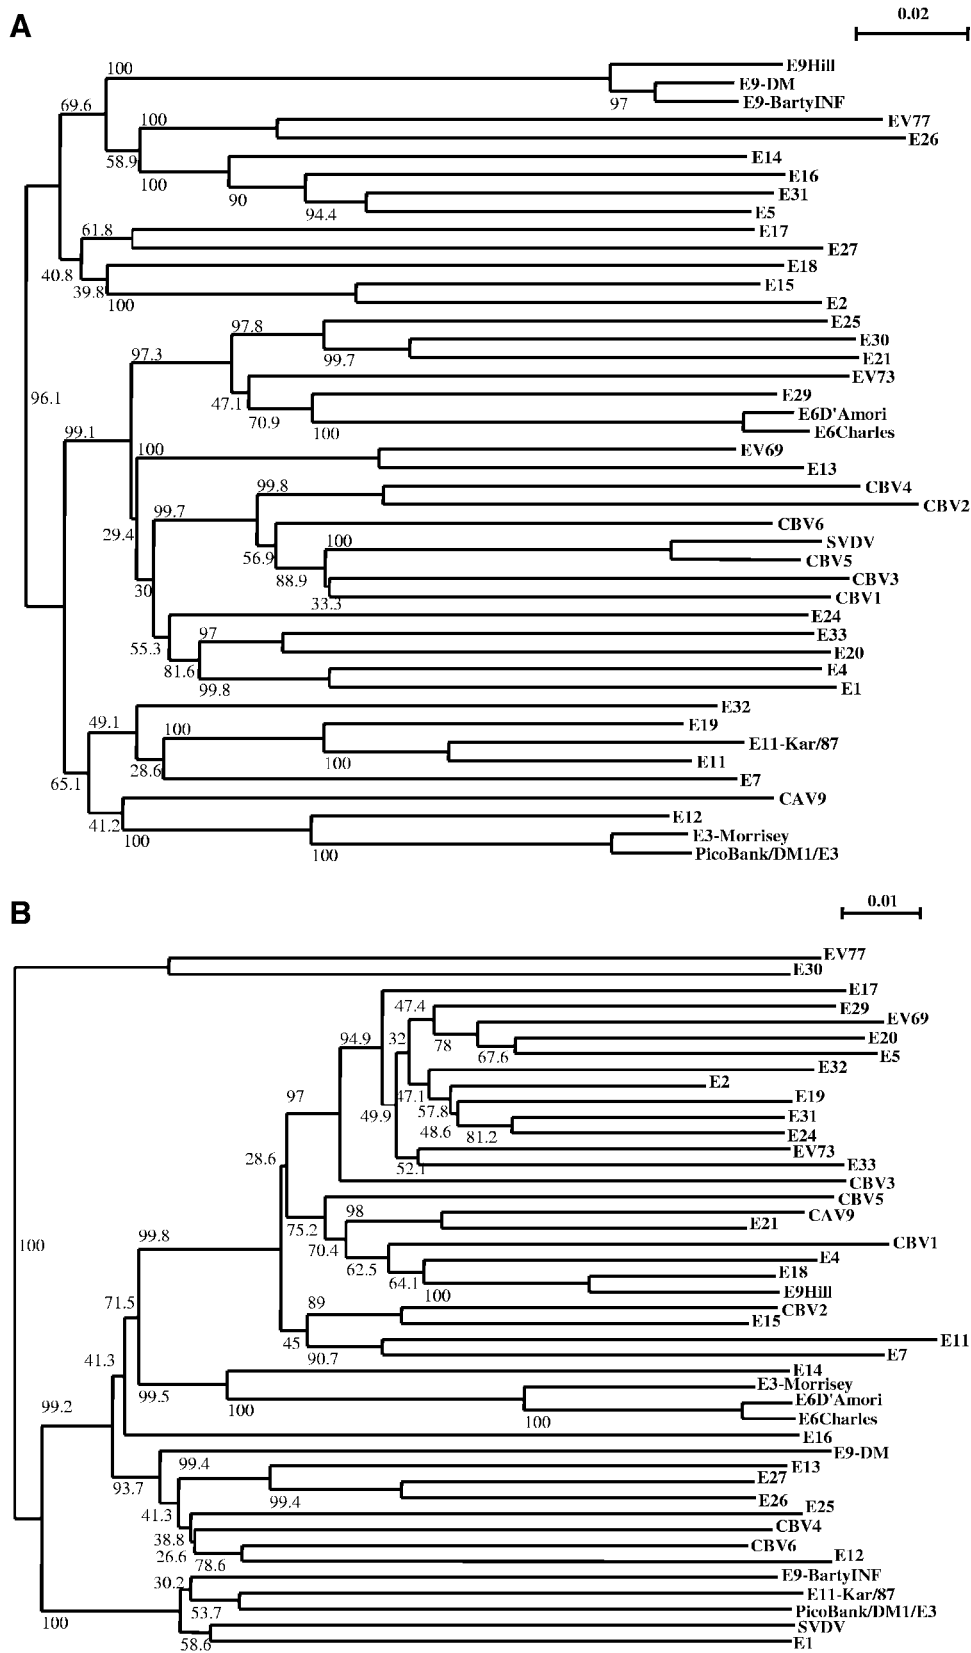 A
0.02
100
E9Hill
E9-DM
97
E9-BartyINF
69.6
100
EV77
E26
58.9
E14
100
E16
90
E31
94.4
E5
61.8
E17
E27
40.8
E18
39.8
E15
100
E2
97.8
E25
E30
97.3
99.7
E21
EV73
96.1
47.1
E29
70.9
E6D'Amori
100
E6Charles
99.1
100
EV69
E13
99.8
CBV4
CBV2
99.7
CBV6
29.4
100
SVDV
56.9
CBV5
88.9
CBV3
30
33.3
CBV1
E24
97
E33
55.3
E20
81.6
E4
99.8
E1
49.1
E32
100
E19
E11-Kar/87
100
E11
28.6
E7
65.1
CAV9
41.2
E12
100
E3-Morrisey
100
PicoBank/DM1/E3
B
0.01
EV77
E30
E17
47.4
E29
EV69
94.9
32
78
E20
67.6
E5
E32
47.1
E2
97
57.8
E19
49.9
48.6
E31
81.2
E24
EV73
28.6
52.1
E33
CBV3
CBV5
98
CAV9
75.2
E21
99.8
70.4
CBV1
100
62.5
E4
64.1
E18
100
E9Hill
71.5
89
CBV2
E15
45
E11
90.7
E7
41.3
E14
99.5
E3-Morrisey
100
E6D'Amori
99.2
100
E6Charles
E16
E9-DM
99.4
E13
93.7
E27
99.4
E26
41.3
E25
38.8
CBV4
26.6
CBV6
78.6
E12
30.2
E9-BartyINF
E11-Kar/87
53.7
PicoBank/DM1/E3
100
SVDV
58.6
E1